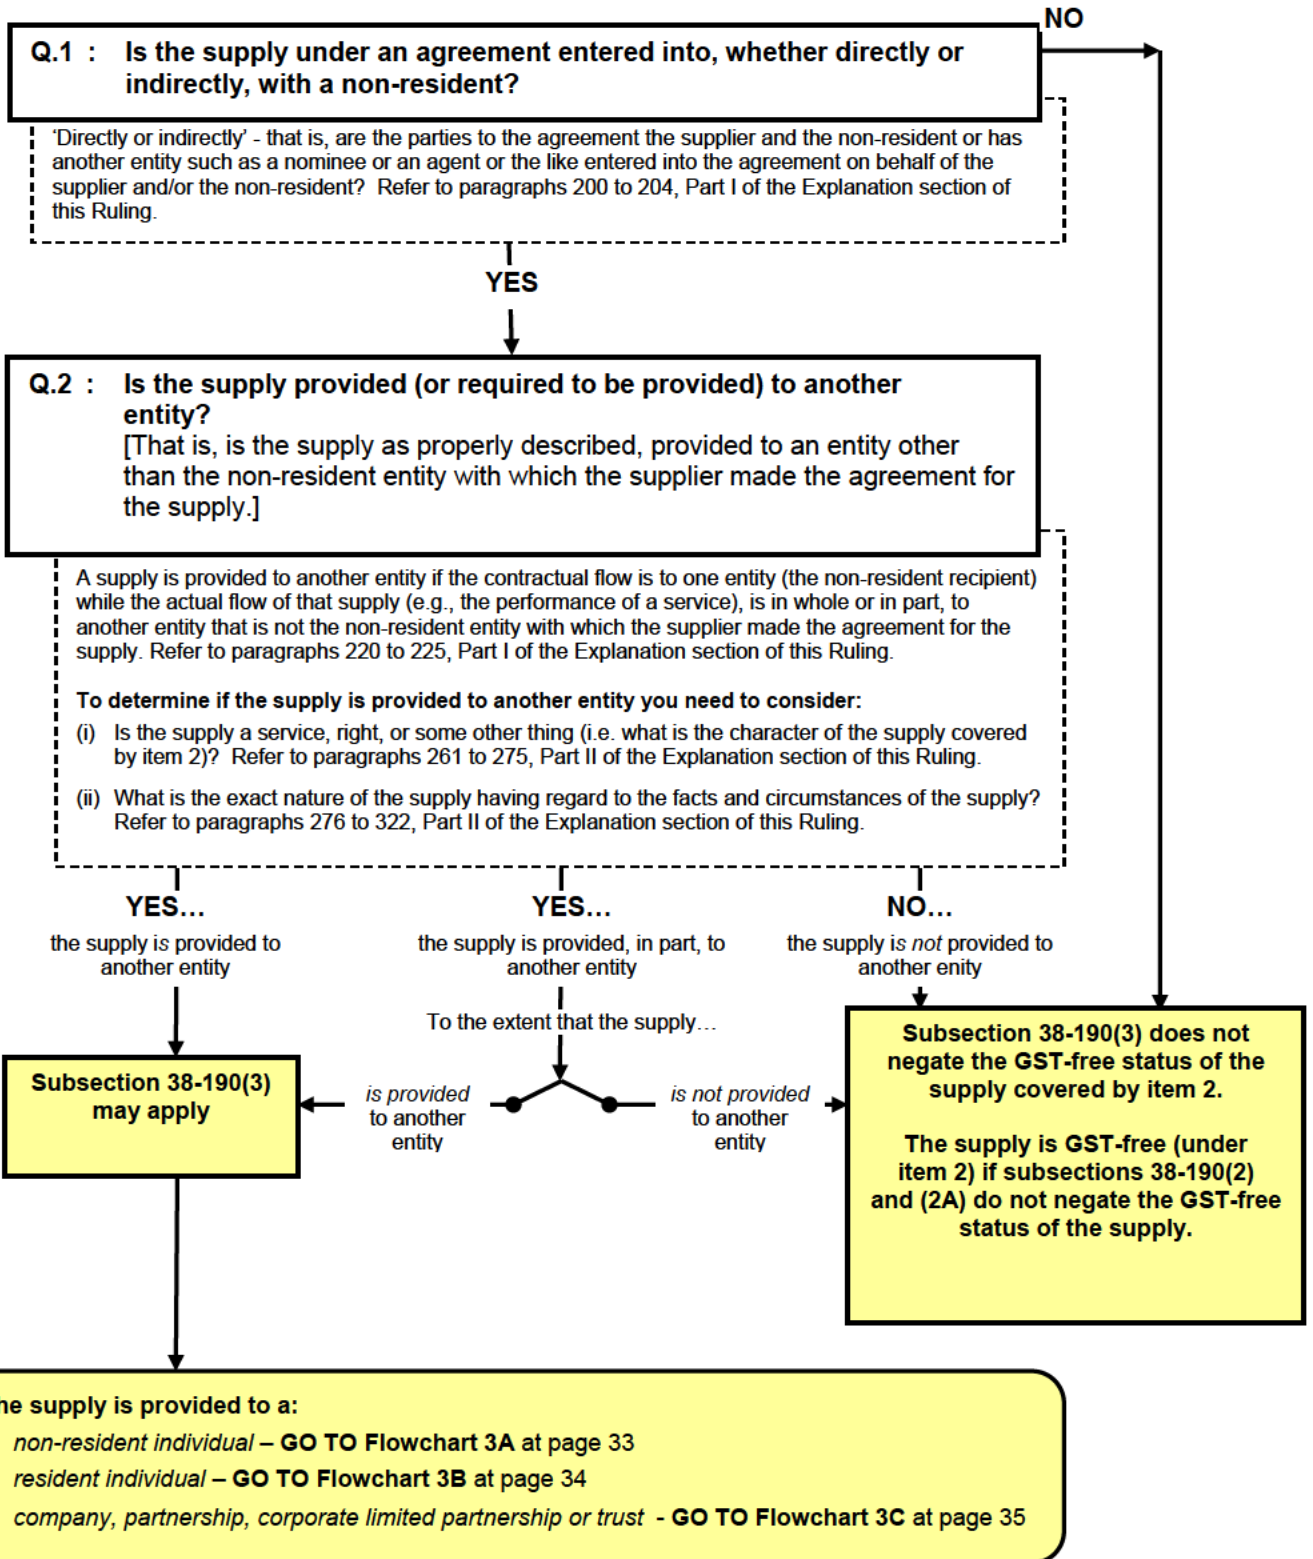 NO
Q.1 : Is the supply under an agreement entered into, whether directly or
indirectly, with a non-resident?
'Directly or indirectly' - that is, are the parties to the agreement the supplier and the non-resident or has
another entity such as a nominee or an agent or the like entered into the agreement on behalf of the
supplier and/or the non-resident? Refer to paragraphs 200 to 204, Part I of the Explanation section of
this Ruling.
YES
Q.2 : Is the supply provided (or required to be provided) to another
entity?
[That is, is the supply as properly described, provided to an entity other
than the non-resident entity with which the supplier made the agreement for
the supply.]
A supply is provided to another entity if the contractual flow is to one entity (the non-resident recipient)
while the actual flow of that supply (e.g., the performance of a service), is in whole or in part, to
another entity that is not the non-resident entity with which the supplier made the agreement for the
supply. Refer to paragraphs 220 to 225, Part I of the Explanation section of this Ruling.
To determine if the supply is provided to another entity you need to consider:
(i) Is the supply a service, right, or some other thing (i.e. what is the character of the supply covered
by item 2)? Refer to paragraphs 261 to 275, Part II of the Explanation section of this Ruling.
(ii) What is the exact nature of the supply having regard to the facts and circumstances of the supply?
Refer to paragraphs 276 to 322, Part II of the Explanation section of this Ruling.
YES...
the supply is provided to
another entity
YES...
the supply is provided, in part, to
another entity
NO...
the supply is not provided to
another enity
To the extent that the supply...
is provided
to another
entity
is not provided
to another
entity
Subsection 38-190(3)
may apply
Subsection 38-190(3) does not
negate the GST-free status of the
supply covered by item 2.
The supply is GST-free (under
item 2) if subsections 38-190(2)
and (2A) do not negate the GST-free
status of the supply.
he supply is provided to a:
non-resident individual – GO TO Flowchart 3A at page 33
resident individual – GO TO Flowchart 3B at page 34
company, partnership, corporate limited partnership or trust - GO TO Flowchart 3C at page 35